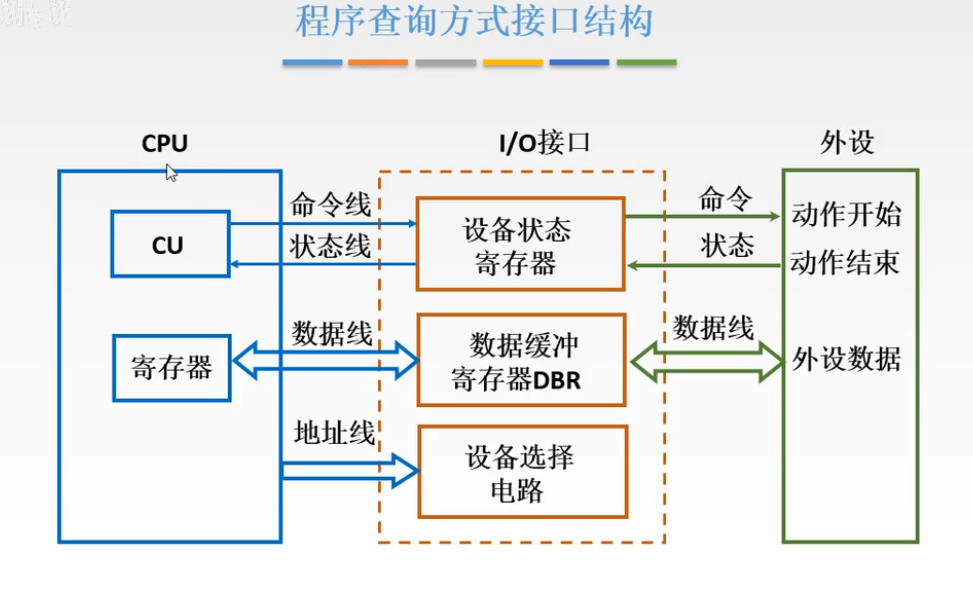 程序查询方式接口结构
CPU
I/O接口
外设
CU
命令线
状态线
设备状态
寄存器
命令
状态
动作开始
动作结束
寄存器
数据线
数据缓冲
寄存器DBR
数据线
外设数据
地址线
设备选择
电路